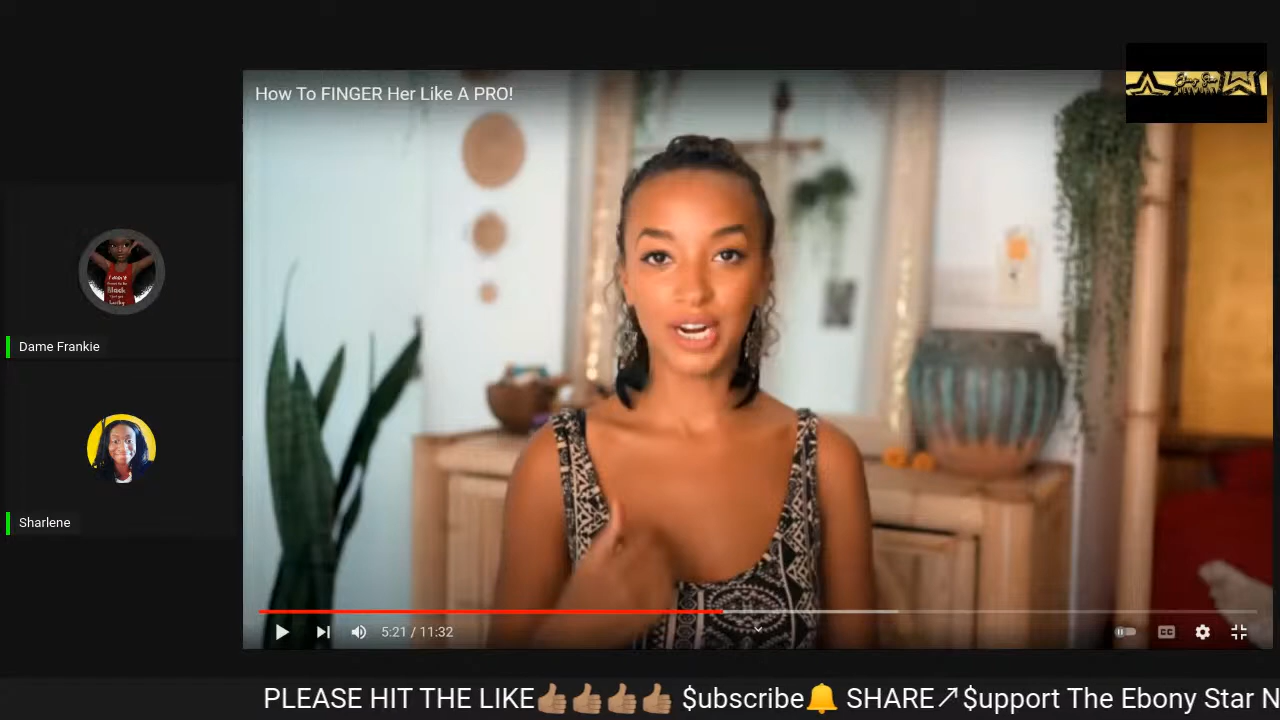 How To FINGER Her Like A PRO!
Dame Frankie
Sharlene
5:21 / 11:32
CC
PLEASE HIT THE LIKE👍🏽👍🏽👍🏽👍🏽 $ubscribe🔔 SHARE↗$upport The Ebony Star N